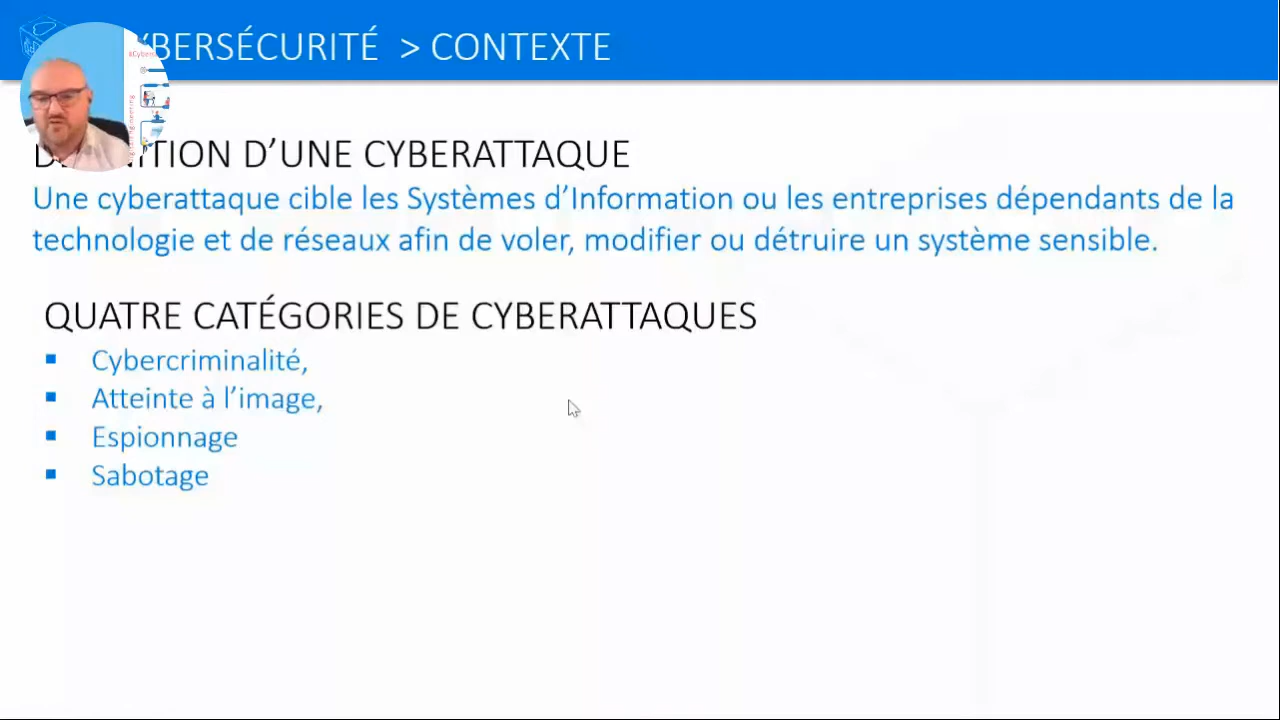 YBERSÉCURITÉ > CONTEXTE
#Cyber
DÉFINITION D’UNE CYBERATTAQUE
Une cyberattaque cible les Systèmes d’Information ou les entreprises dépendants de la
technologie et de réseaux afin de voler, modifier ou détruire un système sensible.
QUATRE CATÉGORIES DE CYBERATTAQUES
▪ Cybercriminalité,
▪ Atteinte à l’image,
▪ Espionnage
▪ Sabotage